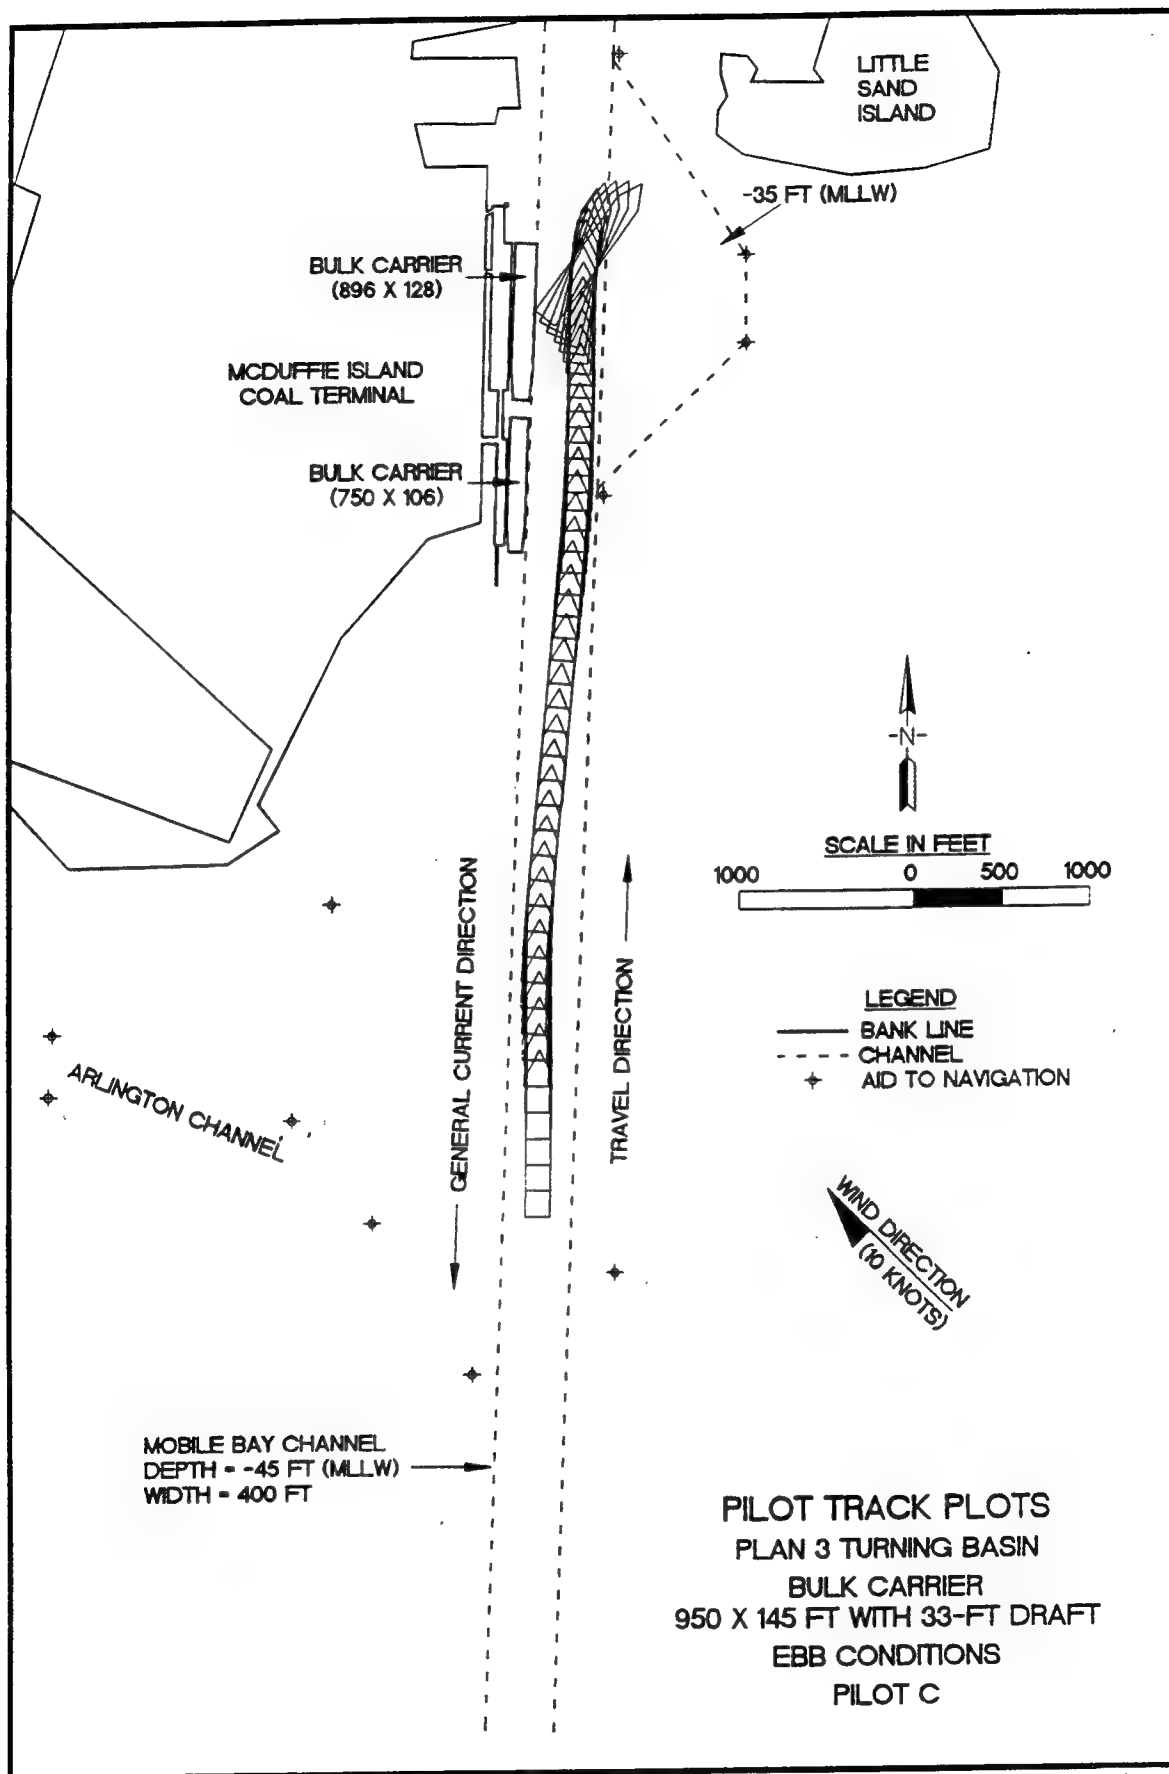 LITTLE
SAND
ISLAND
-35 FT (MLLW)
BULK CARRIER
(896 X 128)
MCDUFFIE ISLAND
COAL TERMINAL
BULK CARRIER
(750 X 106)
-N-
SCALE IN FEET
1000 0 500 1000
LEGEND
BANK LINE
CHANNEL
AID TO NAVIGATION
GENERAL CURRENT DIRECTION
TRAVEL DIRECTION
ARLINGTON CHANNEL
WIND DIRECTION
(10 KNOTS)
MOBILE BAY CHANNEL
DEPTH = -45 FT (MLLW)
WIDTH = 400 FT
PILOT TRACK PLOTS
PLAN 3 TURNING BASIN
BULK CARRIER
950 X 145 FT WITH 33-FT DRAFT
EBB CONDITIONS
PILOT C